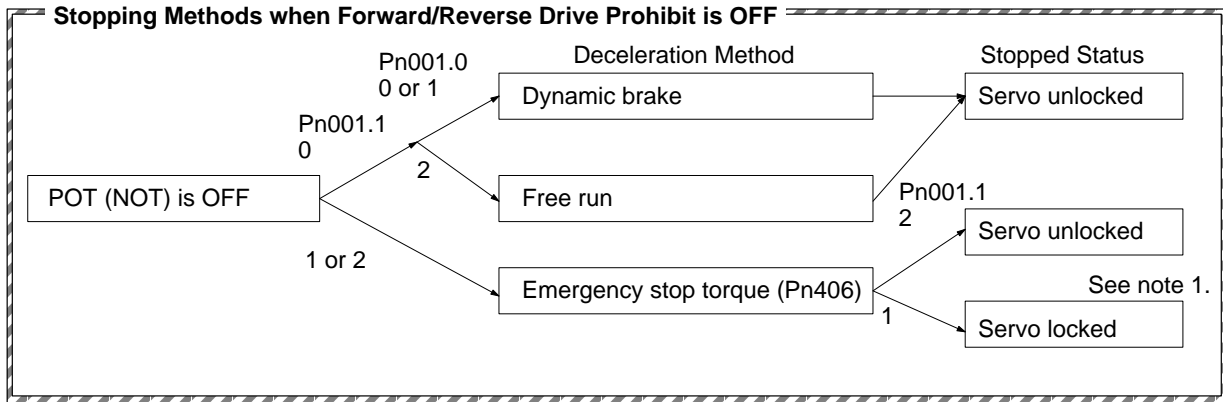 Stopping Methods when Forward/Reverse Drive Prohibit is OFF
Deceleration Method
Stopped Status
Pn001.0
0 or 1
Dynamic brake
Servo unlocked
Pn001.1
0
2
POT (NOT) is OFF
Free run
Pn001.1
2
Servo unlocked
1 or 2
Emergency stop torque (Pn406)
See note 1.
1
Servo locked